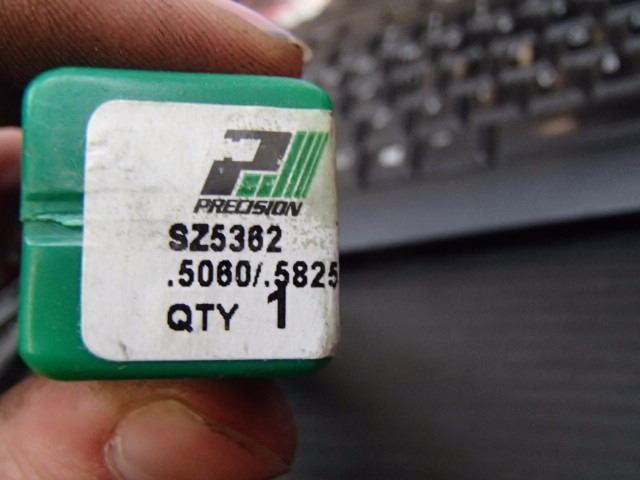 PRECISION
SZ5362
.5060/.5825
QTY 1